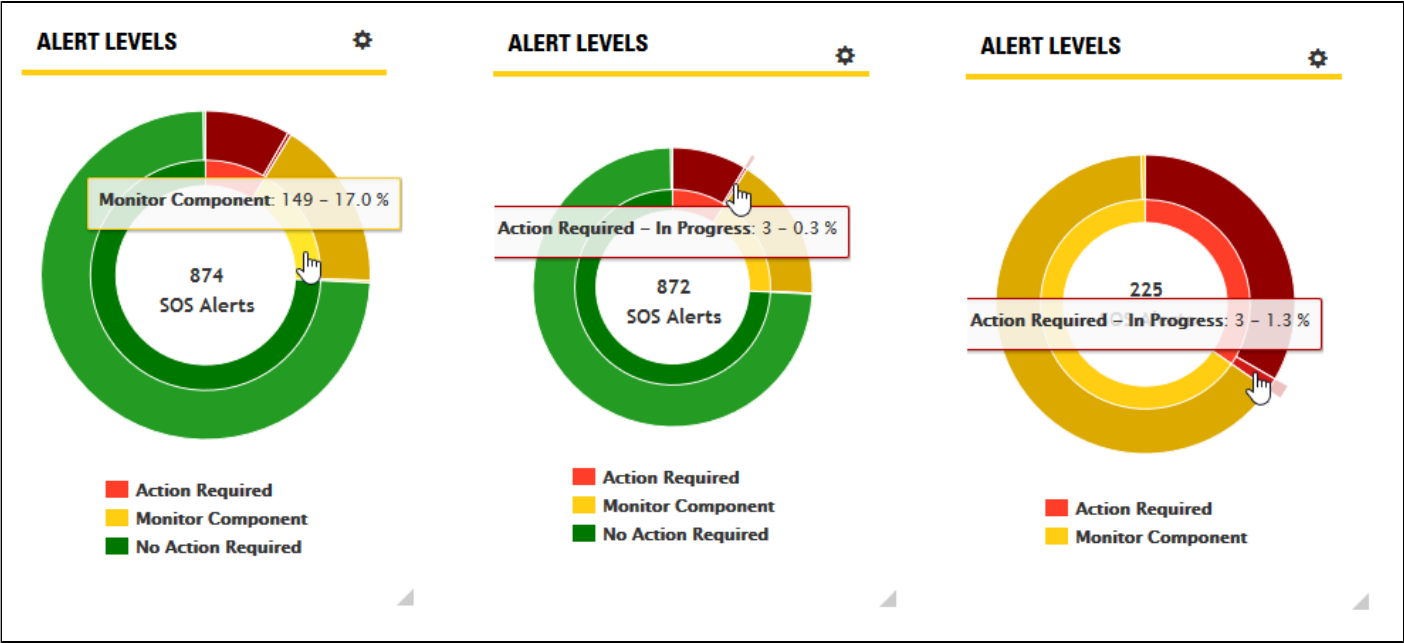 ALERT LEVELS
Monitor Component: 149 – 17.0 %
874
SOS Alerts
Action Required
Monitor Component
No Action Required
ALERT LEVELS
Action Required – In Progress: 3 – 0.3 %
872
SOS Alerts
Action Required
Monitor Component
No Action Required
ALERT LEVELS
225
SOS Alerts
Action Required – In Progress: 3 – 1.3 %
Action Required
Monitor Component